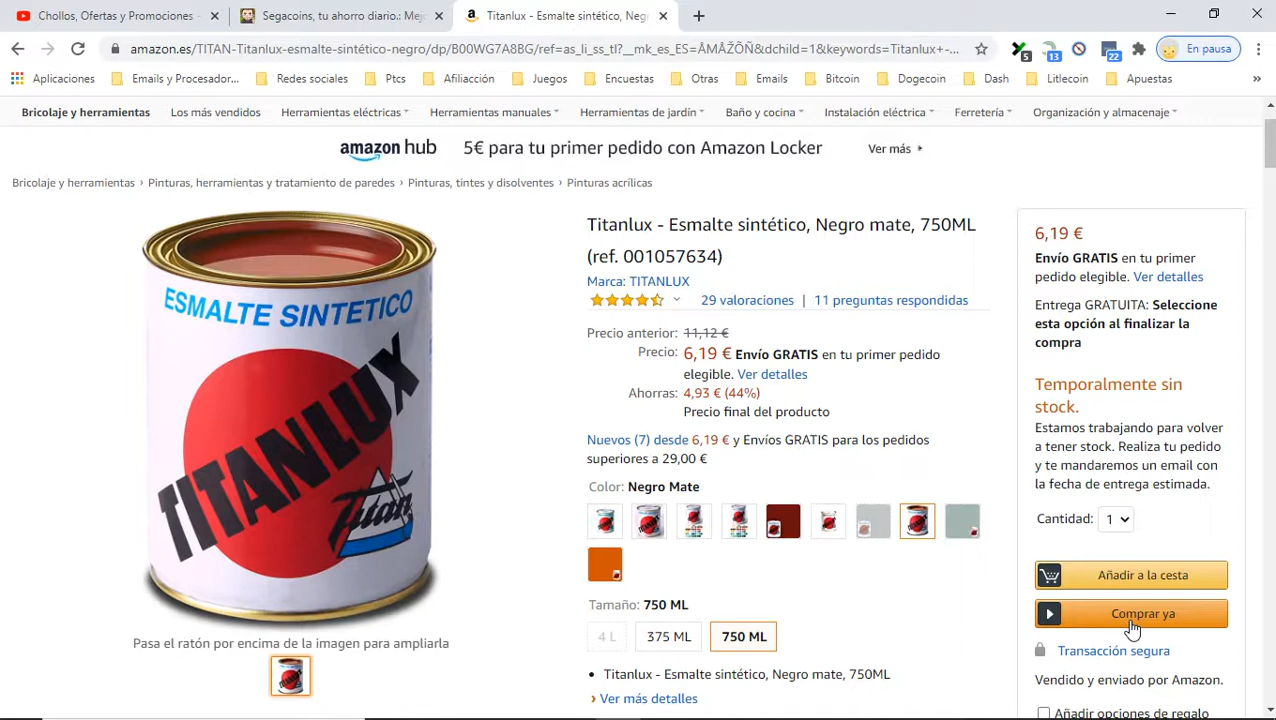 Chollos, Ofertas y Promociones -
Segacoins, tu ahorro diario.: Mej
Titanlux - Esmalte sintético, Neg
amazon.es/TITAN-Titanlux-esmalte-sintético-negro/dp/B00WG7A8BG/ref=as_li_ss_tl?__mk_es_ES=ÅMÅŽÕÑ&dchild=1&keywords=Titanlux+-...
5
13
22
En pausa
Aplicaciones
Emails y Procesador...
Redes sociales
Ptcs
Afiliacción
Juegos
Encuestas
Otras
Emails
Bitcoin
Dogecoin
Dash
Litlecoin
Apuestas
»
Bricolaje y herramientas
Los más vendidos
Herramientas eléctricas
Herramientas manuales
Herramientas de jardín
Baño y cocina
Instalación eléctrica
Ferretería
Organización y almacenaje
amazon hub
5€ para tu primer pedido con Amazon Locker
Ver más
Bricolaje y herramientas › Pinturas, herramientas y tratamiento de paredes › Pinturas, tintes y disolventes › Pinturas acrílicas
ESMALTE SINTETICO
TITANLUX
Titan
Pasa el ratón por encima de la imagen para ampliarla
Titanlux - Esmalte sintético, Negro mate, 750ML
(ref. 001057634)
Marca: TITANLUX
29 valoraciones | 11 preguntas respondidas
Precio anterior: 11,12 €
Precio: 6,19 € Envío GRATIS en tu primer pedido
elegible. Ver detalles
Ahorras: 4,93 € (44%)
Precio final del producto
Nuevos (7) desde 6,19 € y Envíos GRATIS para los pedidos
superiores a 29,00 €
Color: Negro Mate
Tamaño: 750 ML
4 L
375 ML
750 ML
• Titanlux - Esmalte sintético, Negro mate, 750ML
› Ver más detalles
6,19 €
Envío GRATIS en tu primer
pedido elegible. Ver detalles
Entrega GRATUITA: Seleccione
esta opción al finalizar la
compra
Temporalmente sin
stock.
Estamos trabajando para volver
a tener stock. Realiza tu pedido
y te mandaremos un email con
la fecha de entrega estimada.
Cantidad: 1
Añadir a la cesta
Comprar ya
Transacción segura
Vendido y enviado por Amazon.
Añadir opciones de regalo